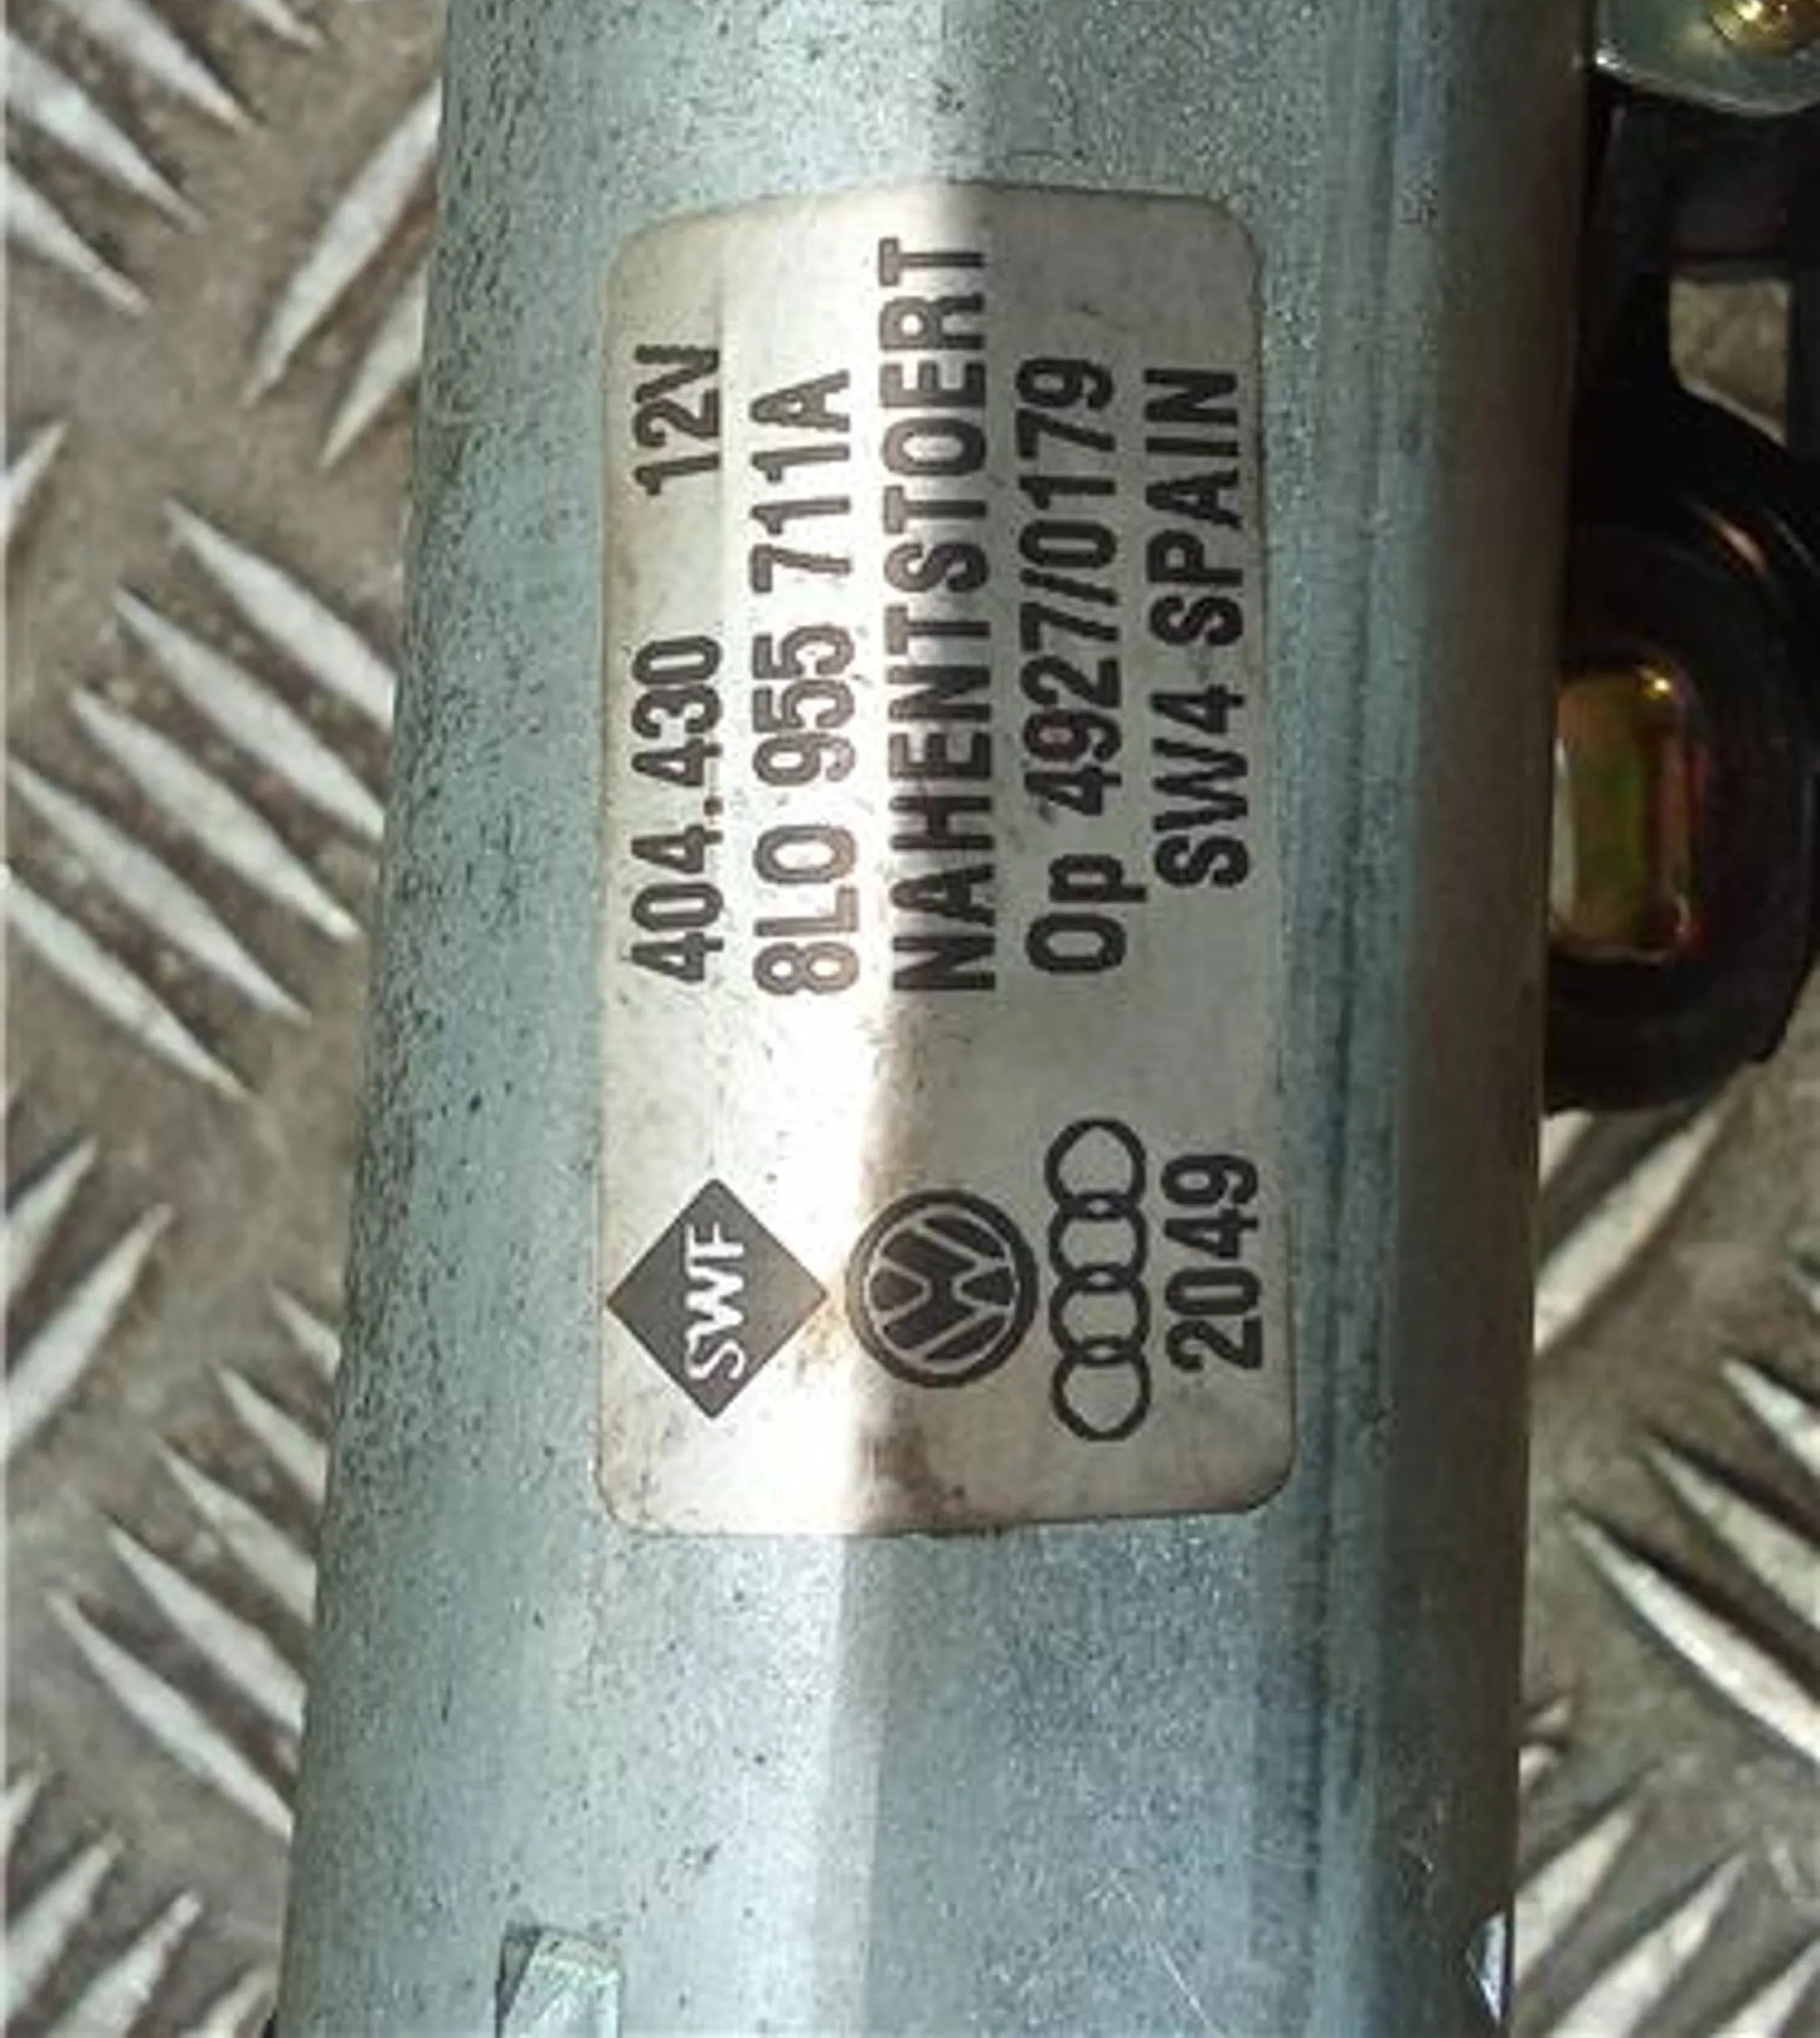 404.430 12V
8L0 955 711A
NAHENTSTOERT
Op 4927/0179
SW4 SPAIN
SWF
2049